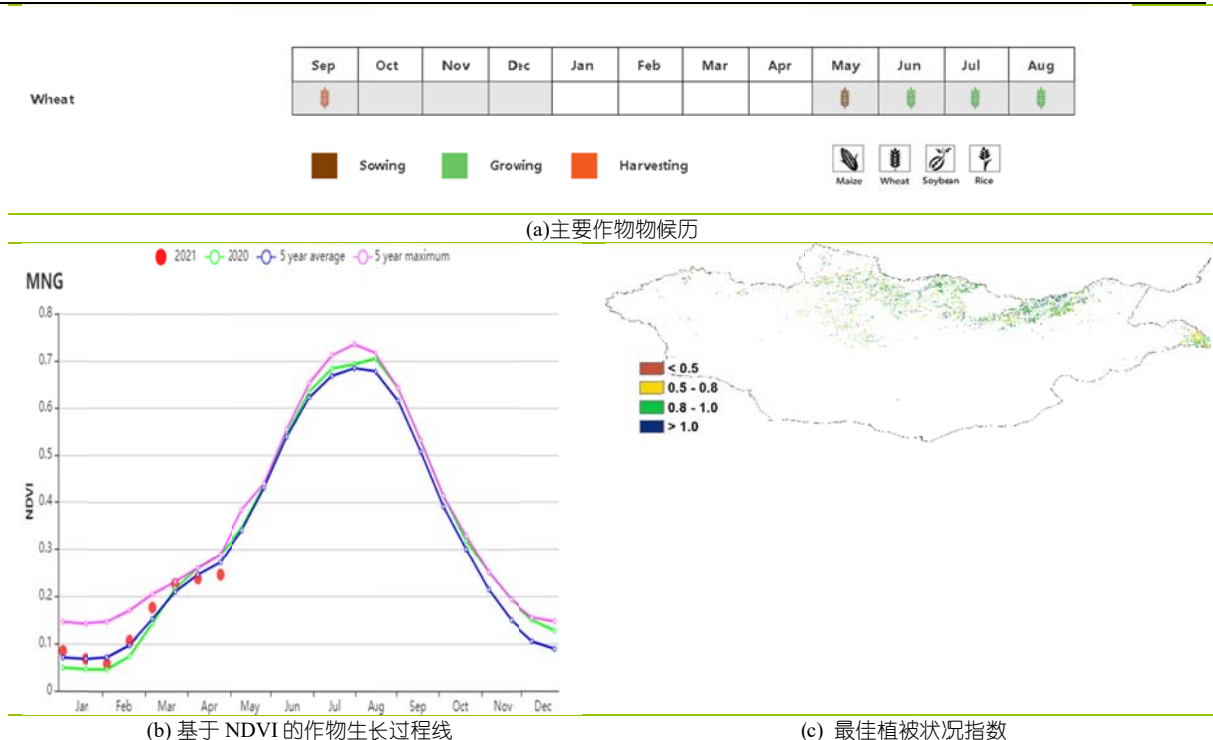 Sep Oct Nov Dec Jan Feb Mar Apr May Jun Jul Aug
Wheat
Sowing Growing Harvesting
Maize Wheat Soybean Rice
(a)主要作物物候历
2021 2020 5 year average 5 year maximum
MNG
0.8
0.7
0.6
0.5
0.4
0.3
0.2
0.1
0
NDVI
Jan Feb Mar Apr May Jun Jul Aug Sep Oct Nov Dec
< 0.5
0.5 - 0.8
0.8 - 1.0
> 1.0
(b) 基于 NDVI 的作物生长过程线
(c) 最佳植被状况指数